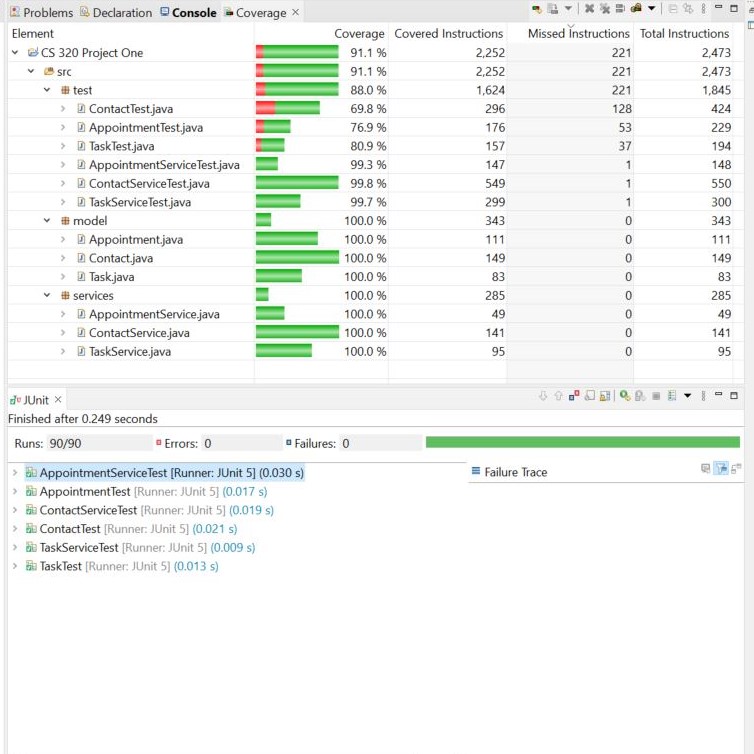 Problems Declaration Console Coverage ×
Element Coverage Covered Instructions Missed Instructions Total Instructions
CS 320 Project One 91.1 % 2,252 221 2,473
src 91.1 % 2,252 221 2,473
test 88.0 % 1,624 221 1,845
ContactTest.java 69.8 % 296 128 424
AppointmentTest.java 76.9 % 176 53 229
TaskTest.java 80.9 % 157 37 194
AppointmentServiceTest.java 99.3 % 147 1 148
ContactServiceTest.java 99.8 % 549 1 550
TaskServiceTest.java 99.7 % 299 1 300
model 100.0 % 343 0 343
Appointment.java 100.0 % 111 0 111
Contact.java 100.0 % 149 0 149
Task.java 100.0 % 83 0 83
services 100.0 % 285 0 285
AppointmentService.java 100.0 % 49 0 49
ContactService.java 100.0 % 141 0 141
TaskService.java 100.0 % 95 0 95
JUnit ×
Finished after 0.249 seconds
Runs: 90/90 Errors: 0 Failures: 0
AppointmentServiceTest [Runner: JUnit 5] (0.030 s) Failure Trace
AppointmentTest [Runner: JUnit 5] (0.017 s)
ContactServiceTest [Runner: JUnit 5] (0.019 s)
ContactTest [Runner: JUnit 5] (0.021 s)
TaskServiceTest [Runner: JUnit 5] (0.009 s)
TaskTest [Runner: JUnit 5] (0.013 s)